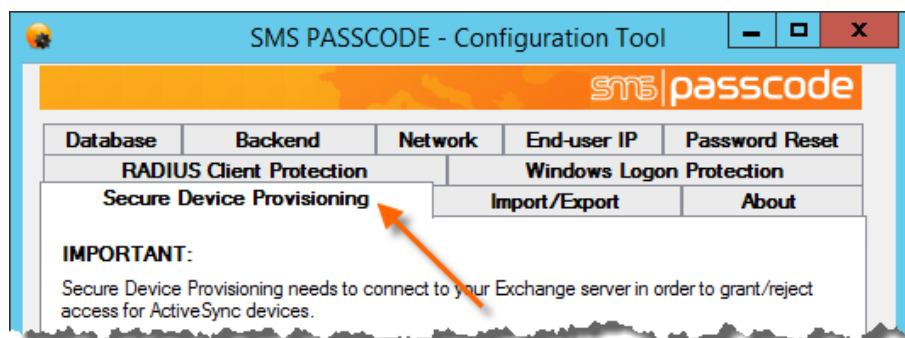 SMS PASSCODE - Configuration Tool
sms|passcode
Database Backend Network End-user IP Password Reset
RADIUS Client Protection Windows Logon Protection
Secure Device Provisioning Import/Export About
IMPORTANT:
Secure Device Provisioning needs to connect to your Exchange server in order to grant/reject
access for ActiveSync devices.